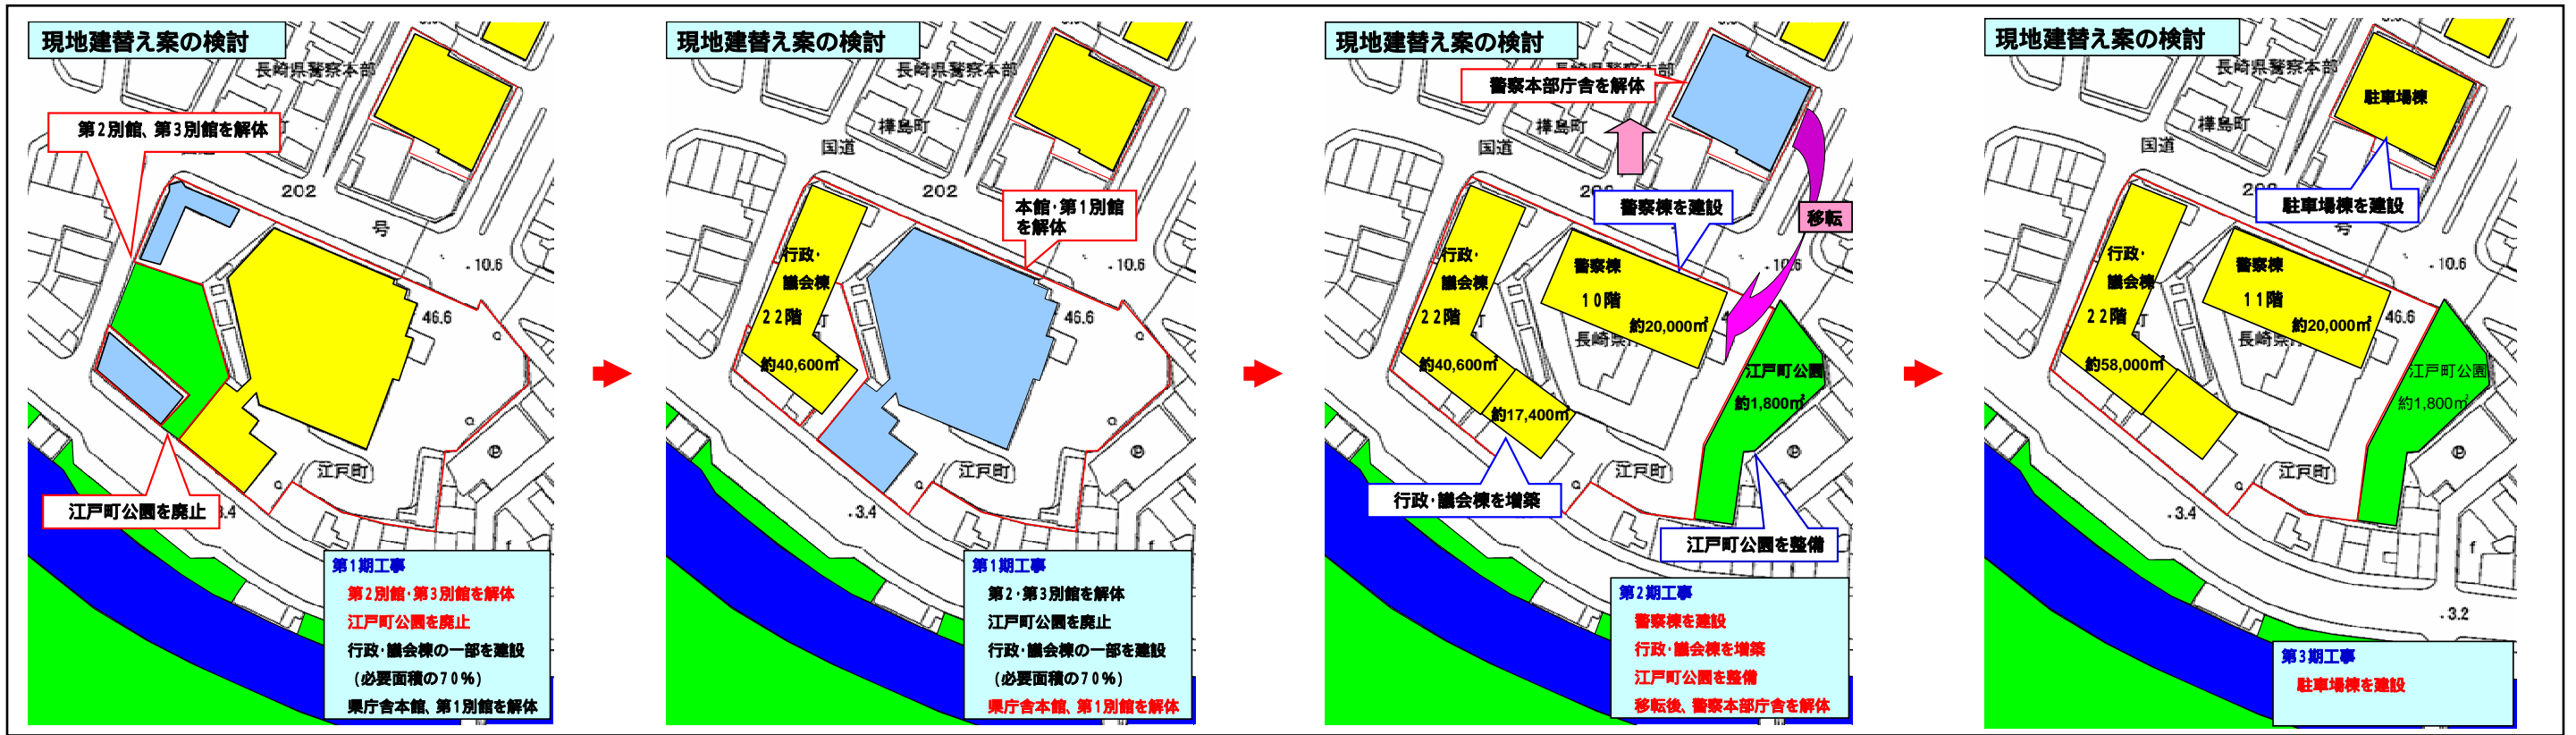 現地建替え案の検討
長崎県警察本部
第2別館、第3別館を解体
国道
202
号
10.6
46.6
江戸町
江戸町公園を廃止
3.4
第1期工事
第2別館・第3別館を解体
江戸町公園を廃止
行政・議会棟の一部を建設
(必要面積の70%)
県庁舎本館、第1別館を解体
現地建替え案の検討
長崎県警察本部
樺島町
国道
202
本館・第1別館
を解体
行政・
議会棟
22階
約40,600㎡
10.6
46.6
江戸町
3.4
第1期工事
第2・第3別館を解体
江戸町公園を廃止
行政・議会棟の一部を建設
(必要面積の70%)
県庁舎本館、第1別館を解体
現地建替え案の検討
警察本部庁舎を解体
樺島町
国道
警察棟を建設
移転
行政・
議会棟
22階
約40,600㎡
警察棟
10階
約20,000㎡
10.6
江戸町公園
約1,800㎡
約17,400㎡
江戸町
行政・議会棟を増築
江戸町公園を整備
第2期工事
警察棟を建設
行政・議会棟を増築
江戸町公園を整備
移転後、警察本部庁舎を解体
現地建替え案の検討
長崎県警察本部
駐車場棟
樺島町
国道
駐車場棟を建設
号
行政・
議会棟
22階
約58,000㎡
警察棟
11階
約20,000㎡
10.6
46.6
江戸町公園
約1,800㎡
江戸町
3.4
3.2
第3期工事
駐車場棟を建設